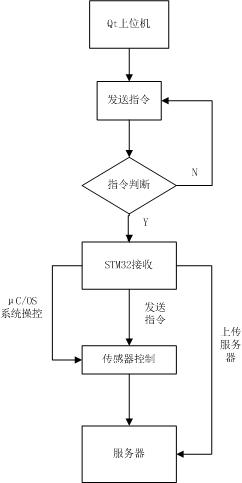 Qt上位机
发送指令
指令判断
N
Y
STM32接收
μC/OS
系统操控
发送
指令
上传
服务
器
传感器控制
服务器